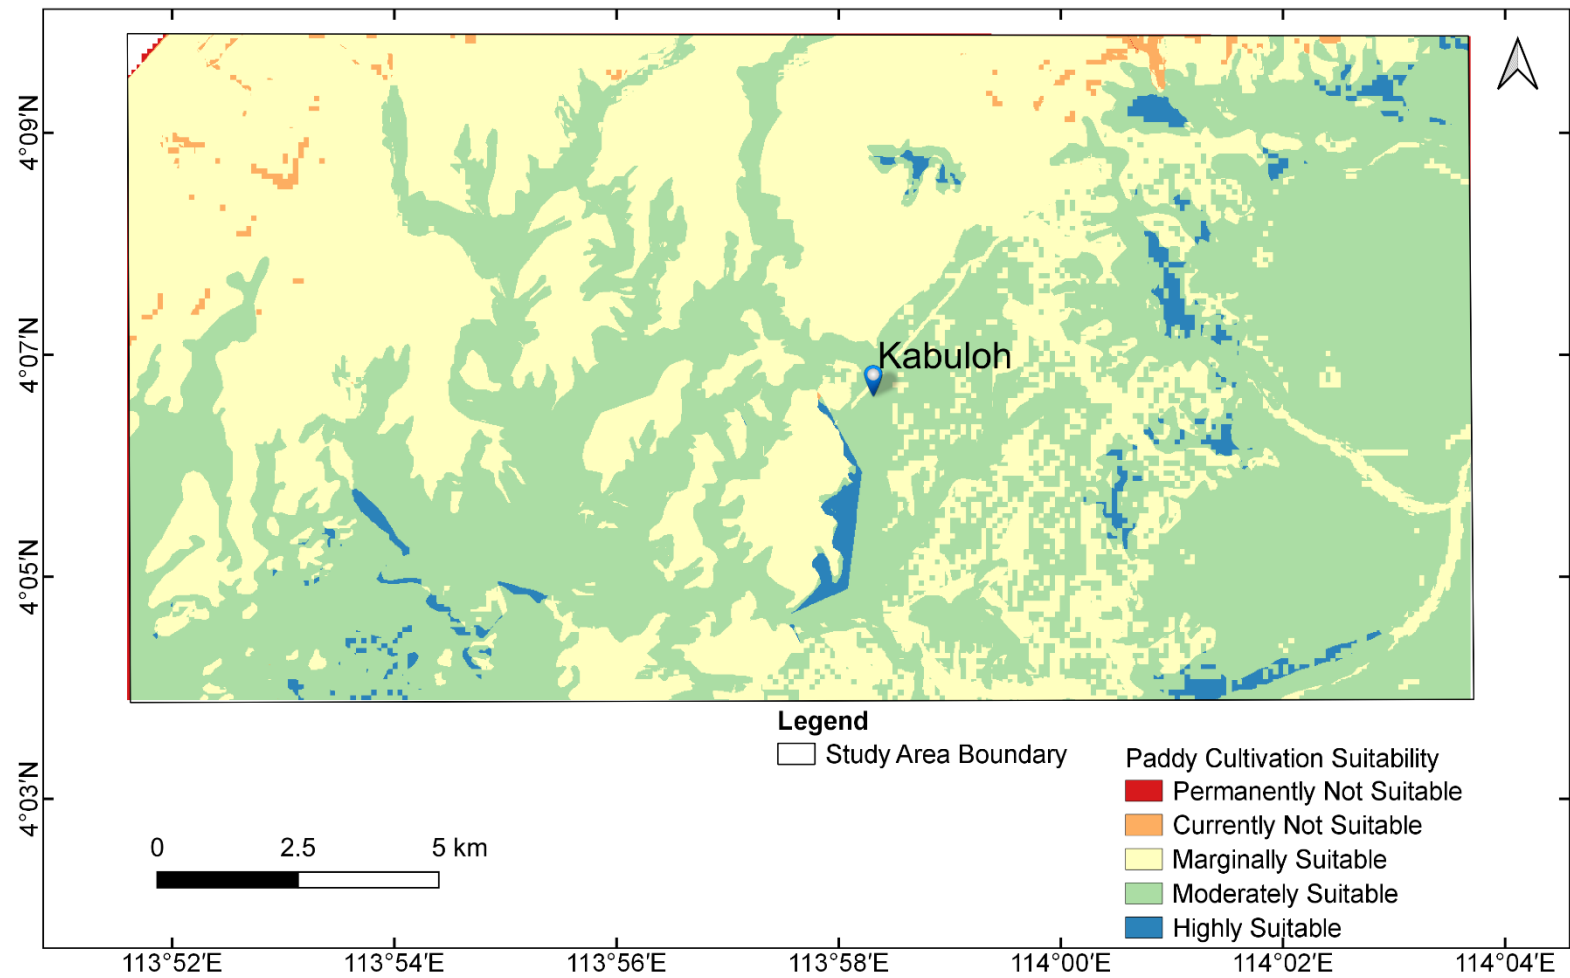 4°09'N
4°07'N
4°05'N
4°03'N
Kabuloh
Legend
Study Area Boundary
Paddy Cultivation Suitability
Permanently Not Suitable
Currently Not Suitable
Marginally Suitable
Moderately Suitable
Highly Suitable
0 2.5 5 km
113°52'E 113°54'E 113°56'E 113°58'E 114°00'E 114°02'E 114°04'E